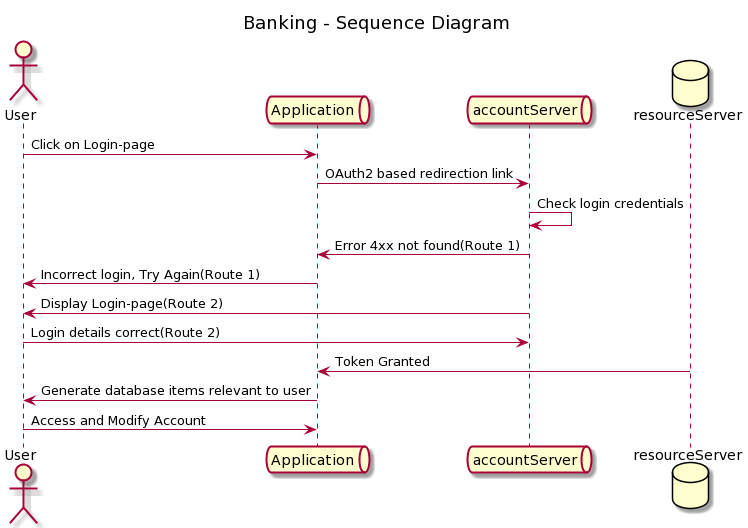 Banking - Sequence Diagram
User
Application
accountServer
resourceServer
Click on Login-page
OAuth2 based redirection link
Check login credentials
Error 4xx not found(Route 1)
Incorrect login, Try Again(Route 1)
Display Login-page(Route 2)
Login details correct(Route 2)
Token Granted
Generate database items relevant to user
Access and Modify Account
User
Application
accountServer
resourceServer